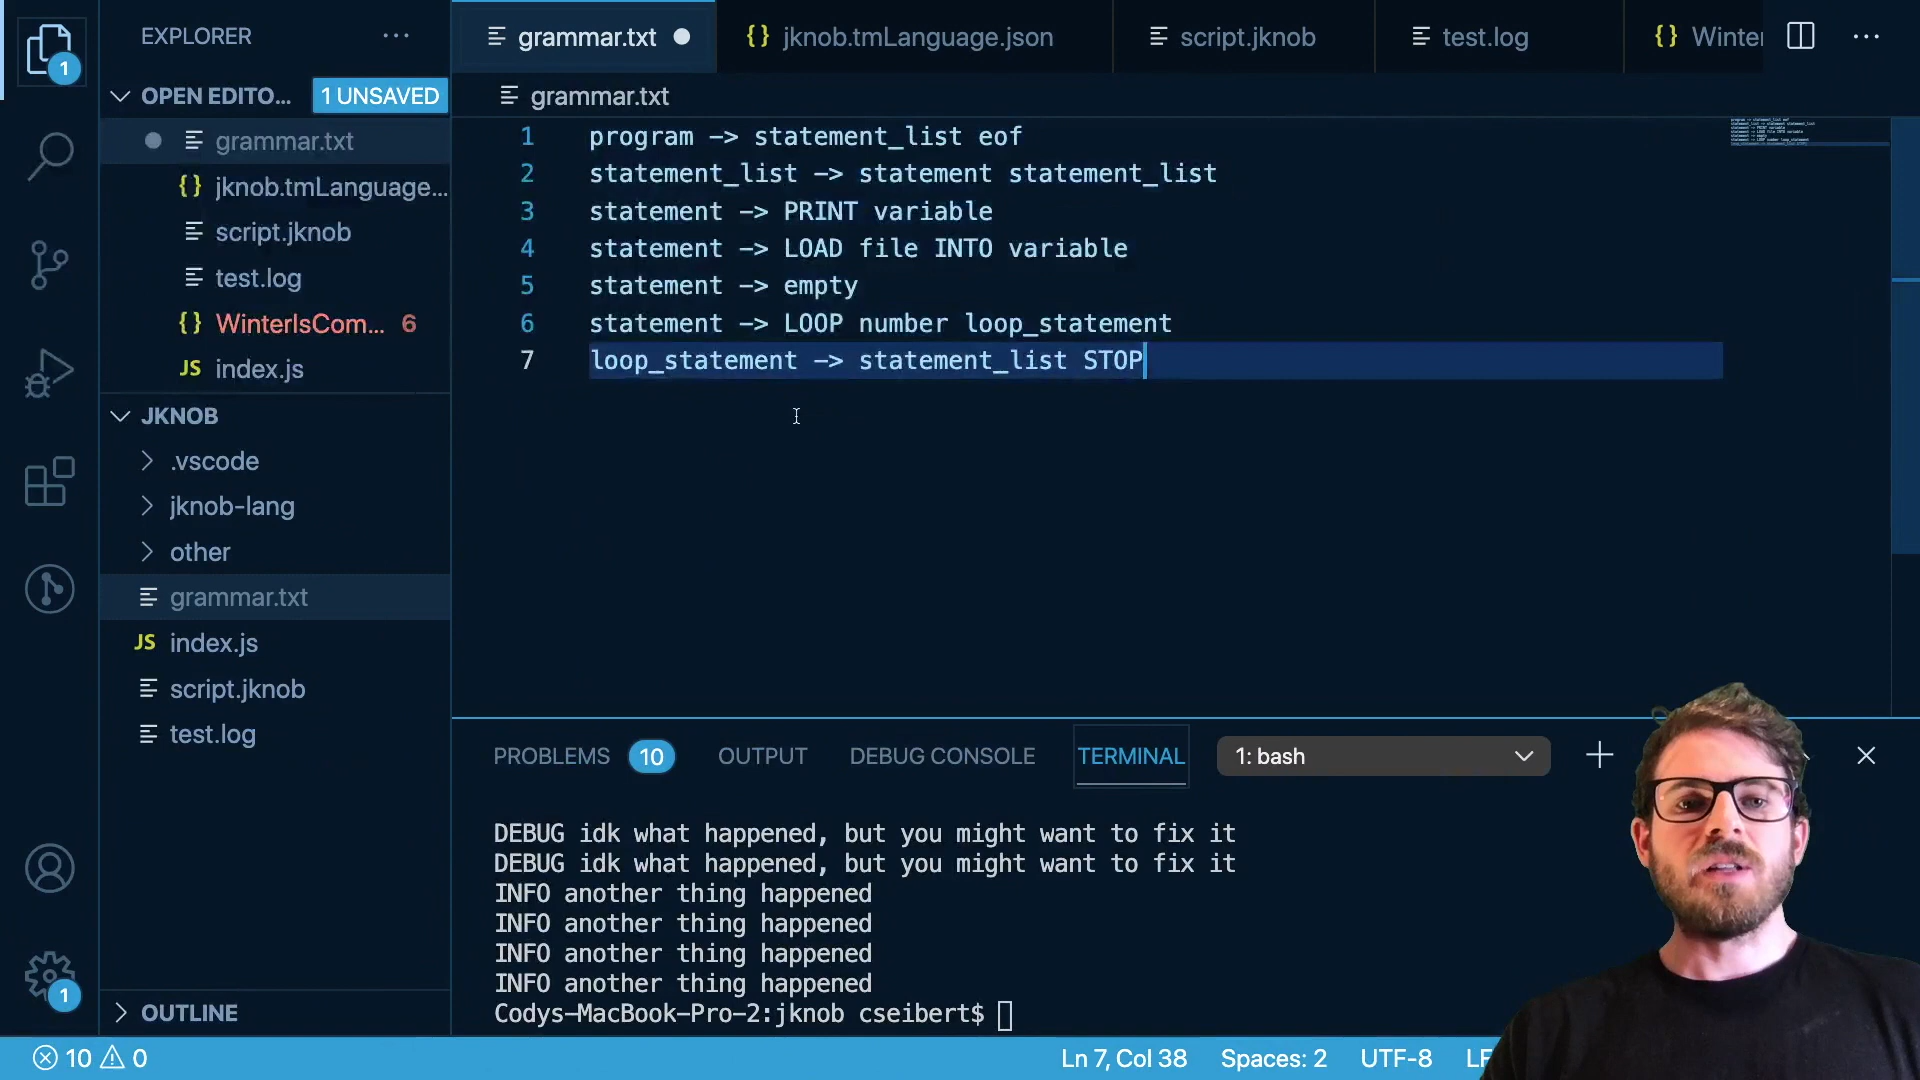 EXPLORER
grammar.txt
jknob.tmLanguage.json
script.jknob
test.log
Winter
1
OPEN EDITO...
1 UNSAVED
grammar.txt
grammar.txt
jknob.tmLanguage...
script.jknob
test.log
WinterIsCom... 6
JS index.js
1 program -> statement_list eof
2 statement_list -> statement statement_list
3 statement -> PRINT variable
4 statement -> LOAD file INTO variable
5 statement -> empty
6 statement -> LOOP number loop_statement
7 loop_statement -> statement_list STOP
JKNOB
.vscode
jknob-lang
other
grammar.txt
JS index.js
script.jknob
test.log
OUTLINE
1
PROBLEMS 10 OUTPUT DEBUG CONSOLE TERMINAL 1: bash
DEBUG idk what happened, but you might want to fix it
DEBUG idk what happened, but you might want to fix it
INFO another thing happened
INFO another thing happened
INFO another thing happened
INFO another thing happened
Codys-MacBook-Pro-2:jknob cseibert$
10 0 Ln 7, Col 38 Spaces: 2 UTF-8